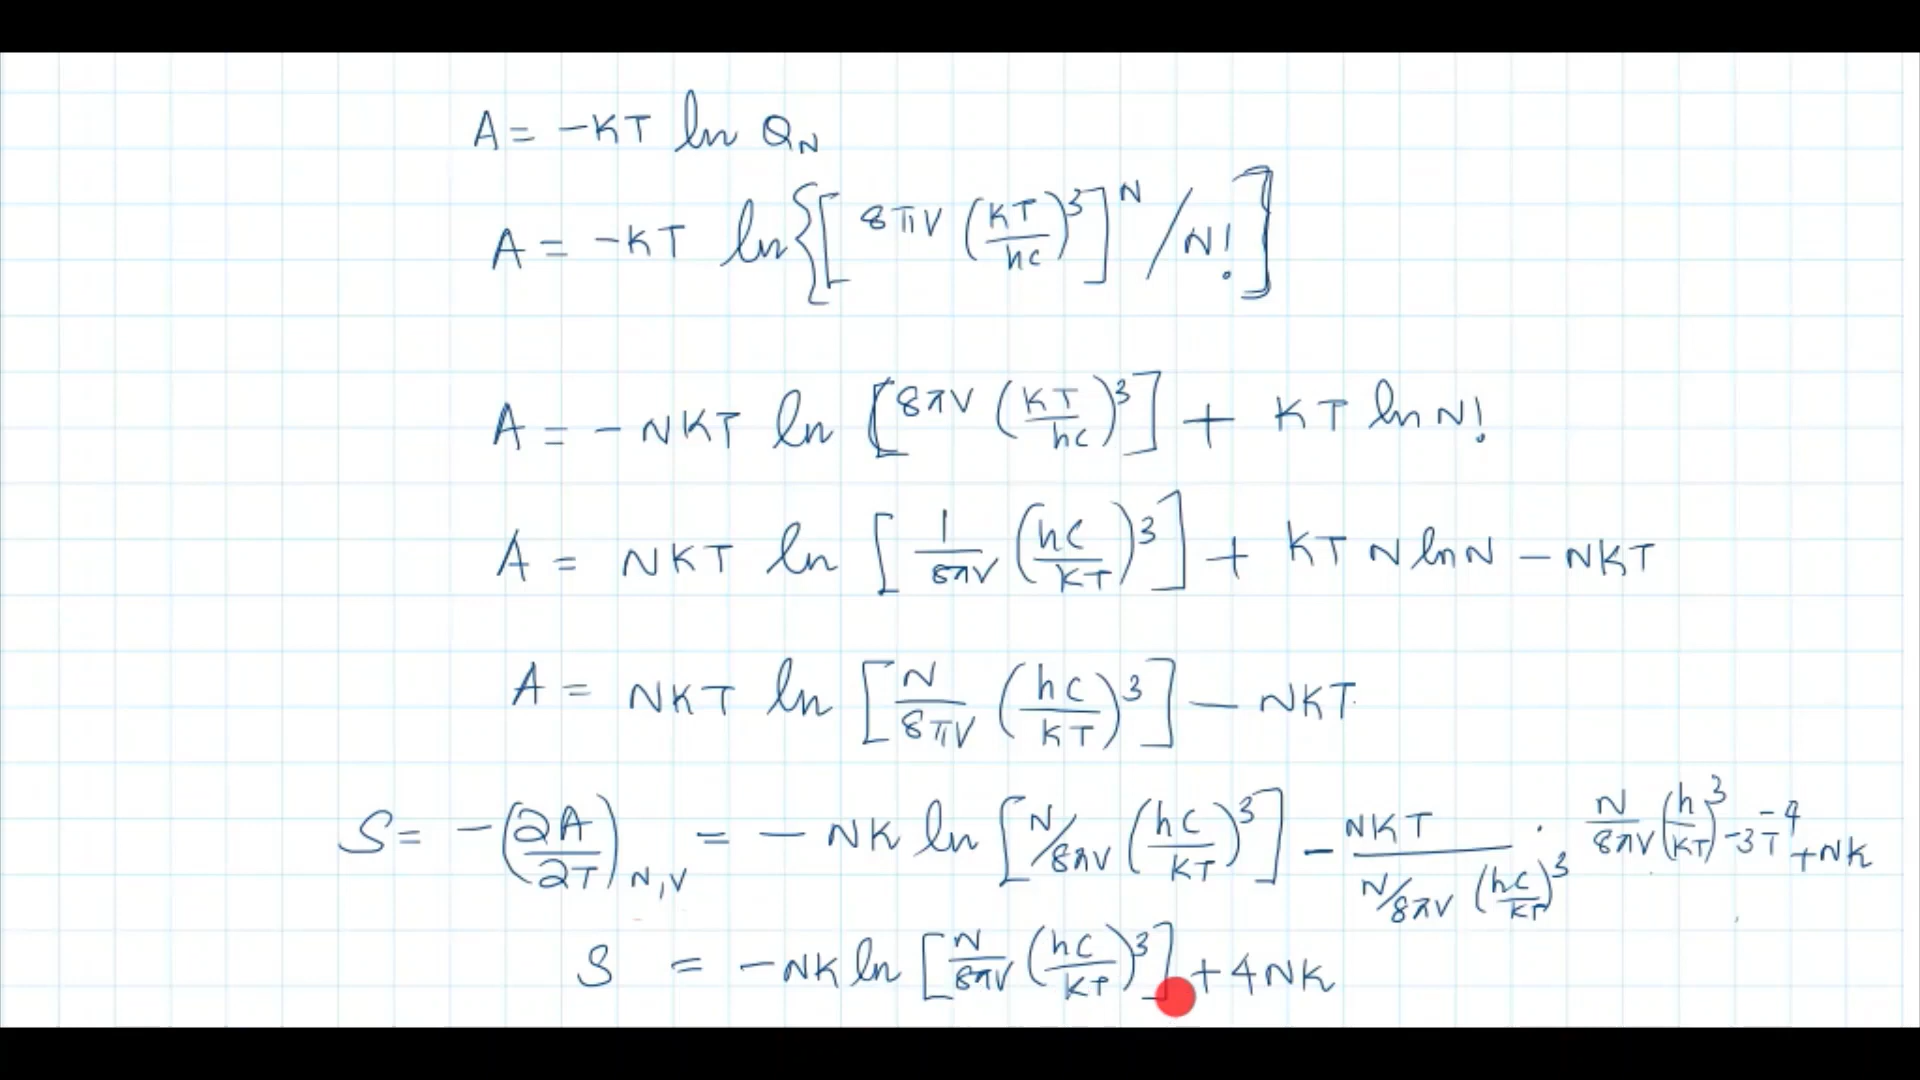 A = -KT ln Q_N
A = -KT ln{[8πV (KT/hc)^3]^N / N!]
A = - NKT ln [8πV (KT/hc)^3] + KT ln N!
A = NKT ln [1/8πV (hc/KT)^3] + KT N ln N - NKT
A = NKT ln [N/8πV (hc/KT)^3] - NKT
S = -(∂A/∂T)_N,V = - NK ln [N/8πV (hc/KT)^3] - NKT/(N/8πV (hc/KT)^3) · N/8πV (h/KT)^3 -3T^-4 + NK
S = -NK ln [N/8πV (hc/KT)^3] + 4NK